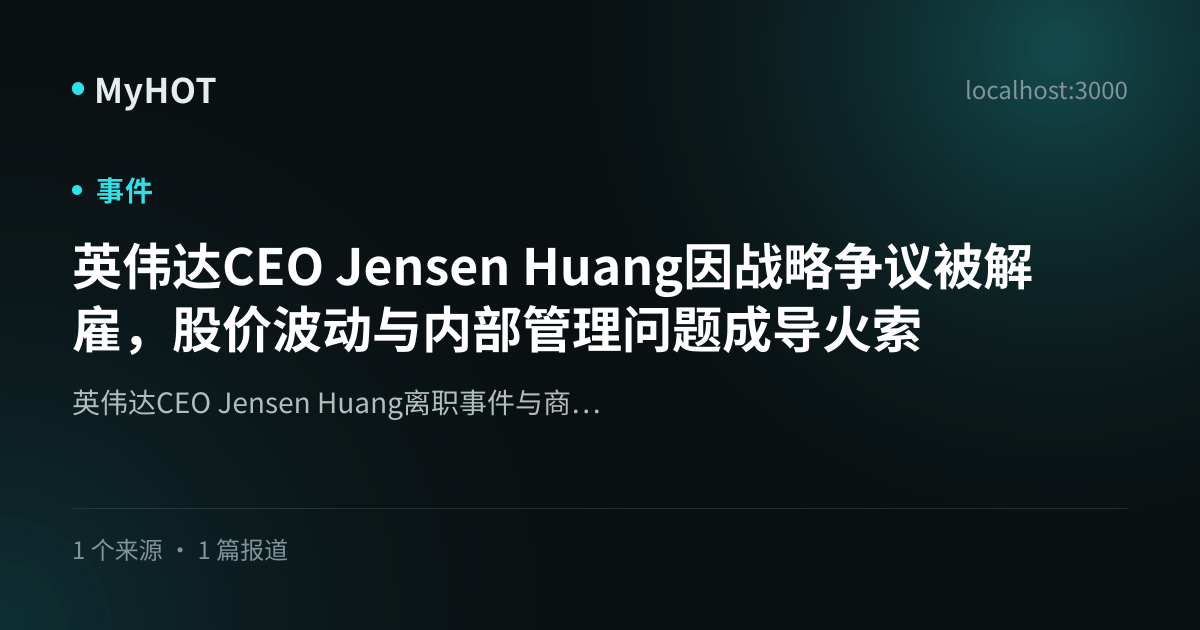 MyHOT
localhost:3000
事件
英伟达CEO Jensen Huang因战略争议被解
雇，股价波动与内部管理问题成导火索
英伟达CEO Jensen Huang离职事件与商…
1 个来源 · 1 篇报道